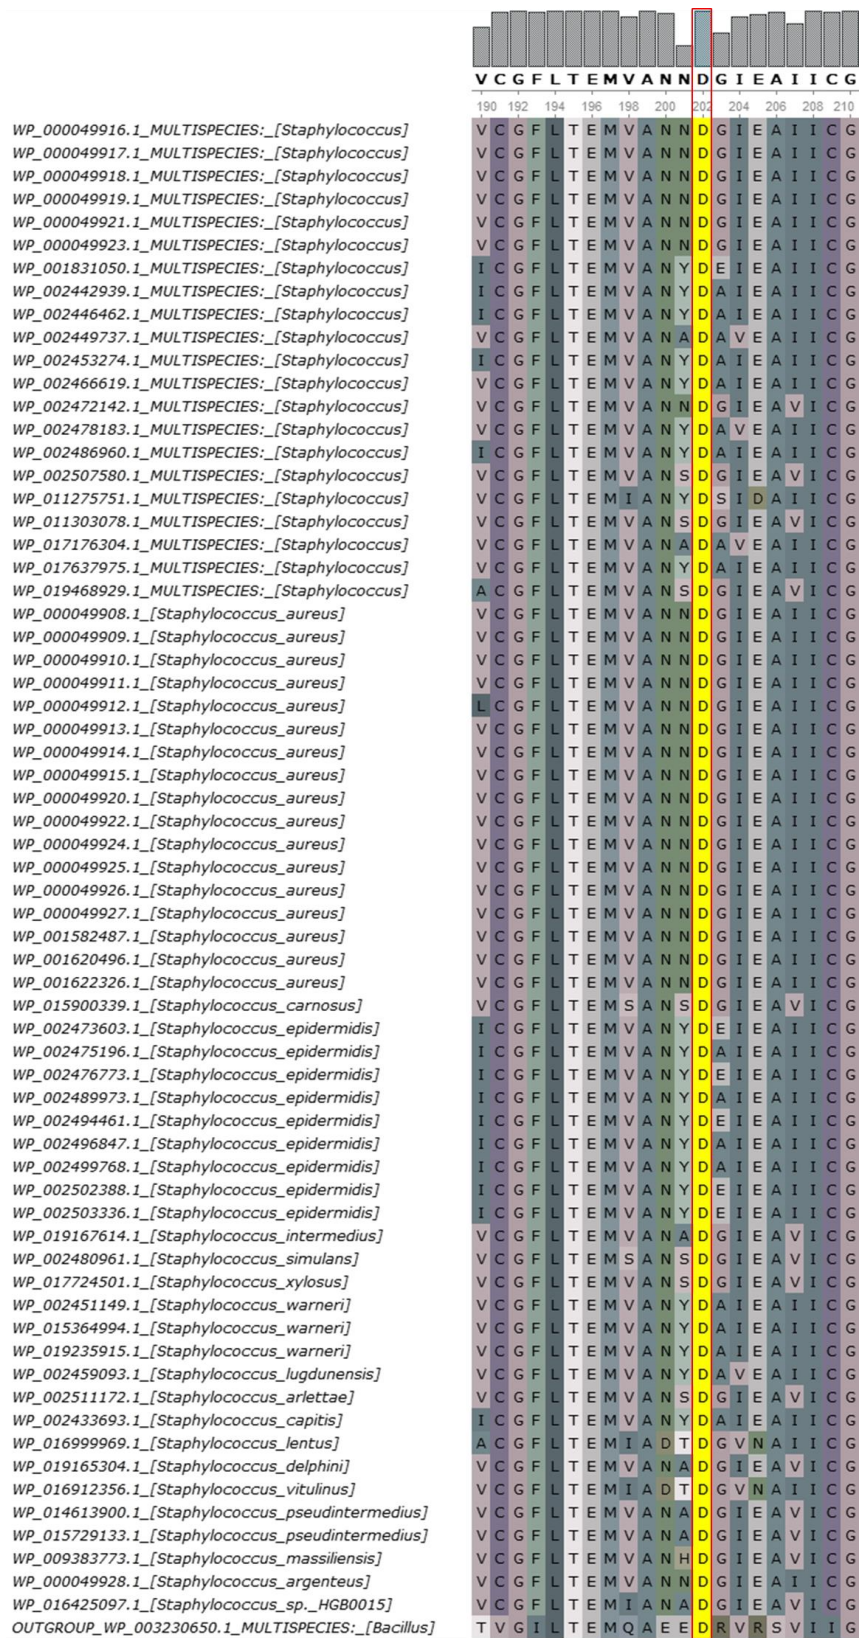 V C G F L T E M V A N N D G I E A I I C G
190 192 194 196 198 200 202 204 206 208 210
WP_000049916.1_MULTISPECIES:_[Staphylococcus] V C G F L T E M V A N N D G I E A I I C G
WP_000049917.1_MULTISPECIES:_[Staphylococcus] V C G F L T E M V A N N D G I E A I I C G
WP_000049918.1_MULTISPECIES:_[Staphylococcus] V C G F L T E M V A N N D G I E A I I C G
WP_000049919.1_MULTISPECIES:_[Staphylococcus] V C G F L T E M V A N N D G I E A I I C G
WP_000049921.1_MULTISPECIES:_[Staphylococcus] V C G F L T E M V A N N D G I E A I I C G
WP_000049923.1_MULTISPECIES:_[Staphylococcus] V C G F L T E M V A N N D G I E A I I C G
WP_001831050.1_MULTISPECIES:_[Staphylococcus] I C G F L T E M V A N Y D E I E A I I C G
WP_002442939.1_MULTISPECIES:_[Staphylococcus] I C G F L T E M V A N Y D A I E A I I C G
WP_002446462.1_MULTISPECIES:_[Staphylococcus] I C G F L T E M V A N Y D A I E A I I C G
WP_002449737.1_MULTISPECIES:_[Staphylococcus] V C G F L T E M V A N A D A V E A I I C G
WP_002453274.1_MULTISPECIES:_[Staphylococcus] I C G F L T E M V A N Y D A I E A I I C G
WP_002466619.1_MULTISPECIES:_[Staphylococcus] V C G F L T E M V A N Y D A I E A I I C G
WP_002472142.1_MULTISPECIES:_[Staphylococcus] V C G F L T E M V A N N D G I E A V I C G
WP_002478183.1_MULTISPECIES:_[Staphylococcus] V C G F L T E M V A N Y D A V E A I I C G
WP_002486960.1_MULTISPECIES:_[Staphylococcus] I C G F L T E M V A N Y D A I E A I I C G
WP_002507580.1_MULTISPECIES:_[Staphylococcus] V C G F L T E M V A N S D G I E A V I C G
WP_011275751.1_MULTISPECIES:_[Staphylococcus] V C G F L T E M I A N Y D S I D A I I C G
WP_011303078.1_MULTISPECIES:_[Staphylococcus] V C G F L T E M V A N S D G I E A V I C G
WP_017176304.1_MULTISPECIES:_[Staphylococcus] V C G F L T E M V A N A D A V E A I I C G
WP_017637975.1_MULTISPECIES:_[Staphylococcus] V C G F L T E M V A N Y D A I E A I I C G
WP_019468929.1_MULTISPECIES:_[Staphylococcus] A C G F L T E M V A N S D G I E A V I C G
WP_000049908.1_[Staphylococcus_aureus] V C G F L T E M V A N N D G I E A I I C G
WP_000049909.1_[Staphylococcus_aureus] V C G F L T E M V A N N D G I E A I I C G
WP_000049910.1_[Staphylococcus_aureus] V C G F L T E M V A N N D G I E A I I C G
WP_000049911.1_[Staphylococcus_aureus] V C G F L T E M V A N N D G I E A I I C G
WP_000049912.1_[Staphylococcus_aureus] L C G F L T E M V A N N D G I E A I I C G
WP_000049913.1_[Staphylococcus_aureus] V C G F L T E M V A N N D G I E A I I C G
WP_000049914.1_[Staphylococcus_aureus] V C G F L T E M V A N N D G I E A I I C G
WP_000049915.1_[Staphylococcus_aureus] V C G F L T E M V A N N D G I E A I I C G
WP_000049920.1_[Staphylococcus_aureus] V C G F L T E M V A N N D G I E A I I C G
WP_000049922.1_[Staphylococcus_aureus] V C G F L T E M V A N N D G I E A I I C G
WP_000049924.1_[Staphylococcus_aureus] V C G F L T E M V A N N D G I E A I I C G
WP_000049925.1_[Staphylococcus_aureus] V C G F L T E M V A N N D G I E A I I C G
WP_000049926.1_[Staphylococcus_aureus] V C G F L T E M V A N N D G I E A I I C G
WP_000049927.1_[Staphylococcus_aureus] V C G F L T E M V A N N D G I E A I I C G
WP_001582487.1_[Staphylococcus_aureus] V C G F L T E M V A N N D G I E A I I C G
WP_001620496.1_[Staphylococcus_aureus] V C G F L T E M V A N N D G I E A I I C G
WP_001622326.1_[Staphylococcus_aureus] V C G F L T E M V A N N D G I E A I I C G
WP_015900339.1_[Staphylococcus_carnosus] V C G F L T E M S A N S D G I E A V I C G
WP_002473603.1_[Staphylococcus_epidermidis] I C G F L T E M V A N Y D E I E A I I C G
WP_002475196.1_[Staphylococcus_epidermidis] I C G F L T E M V A N Y D A I E A I I C G
WP_002476773.1_[Staphylococcus_epidermidis] I C G F L T E M V A N Y D E I E A I I C G
WP_002489973.1_[Staphylococcus_epidermidis] I C G F L T E M V A N Y D A I E A I I C G
WP_002494461.1_[Staphylococcus_epidermidis] I C G F L T E M V A N Y D E I E A I I C G
WP_002496847.1_[Staphylococcus_epidermidis] I C G F L T E M V A N Y D A I E A I I C G
WP_002499768.1_[Staphylococcus_epidermidis] I C G F L T E M V A N Y D A I E A I I C G
WP_002502388.1_[Staphylococcus_epidermidis] I C G F L T E M V A N Y D E I E A I I C G
WP_002503336.1_[Staphylococcus_epidermidis] I C G F L T E M V A N Y D E I E A I I C G
WP_019167614.1_[Staphylococcus_intermedius] V C G F L T E M V A N A D G I E A V I C G
WP_002480961.1_[Staphylococcus_simulans] V C G F L T E M S A N S D G I E A V I C G
WP_017724501.1_[Staphylococcus_xylosus] V C G F L T E M V A N S D G I E A V I C G
WP_002451149.1_[Staphylococcus_warneri] V C G F L T E M V A N Y D A I E A I I C G
WP_015364994.1_[Staphylococcus_warneri] V C G F L T E M V A N Y D A I E A I I C G
WP_019235915.1_[Staphylococcus_warneri] V C G F L T E M V A N Y D A I E A I I C G
WP_002459093.1_[Staphylococcus_lugdunensis] V C G F L T E M V A N Y D A V E A I I C G
WP_002511172.1_[Staphylococcus_arlettae] V C G F L T E M V A N S D G I E A V I C G
WP_002433693.1_[Staphylococcus_capitis] I C G F L T E M V A N Y D A I E A I I C G
WP_016999969.1_[Staphylococcus_lentus] A C G F L T E M I A D T D G V N A I I C G
WP_019165304.1_[Staphylococcus_delphini] V C G F L T E M V A N A D G I E A V I C G
WP_016912356.1_[Staphylococcus_vitulinus] V C G F L T E M I A D T D G V N A I I C G
WP_014613900.1_[Staphylococcus_pseudintermedius] V C G F L T E M V A N A D G I E A V I C G
WP_015729133.1_[Staphylococcus_pseudintermedius] V C G F L T E M V A N A D G I E A V I C G
WP_009383773.1_[Staphylococcus_massiliensis] V C G F L T E M V A N H D G I E A V I C G
WP_000049928.1_[Staphylococcus_argenteus] V C G F L T E M V A N N D G I E A I I C G
WP_016425097.1_[Staphylococcus_sp._HGB0015] V C G F L T E M I A N A D G I E A V I C G
OUTGROUP_WP_003230650.1_MULTISPECIES:_[Bacillus] T V G I L T E M Q A E E D R V R S V I I G